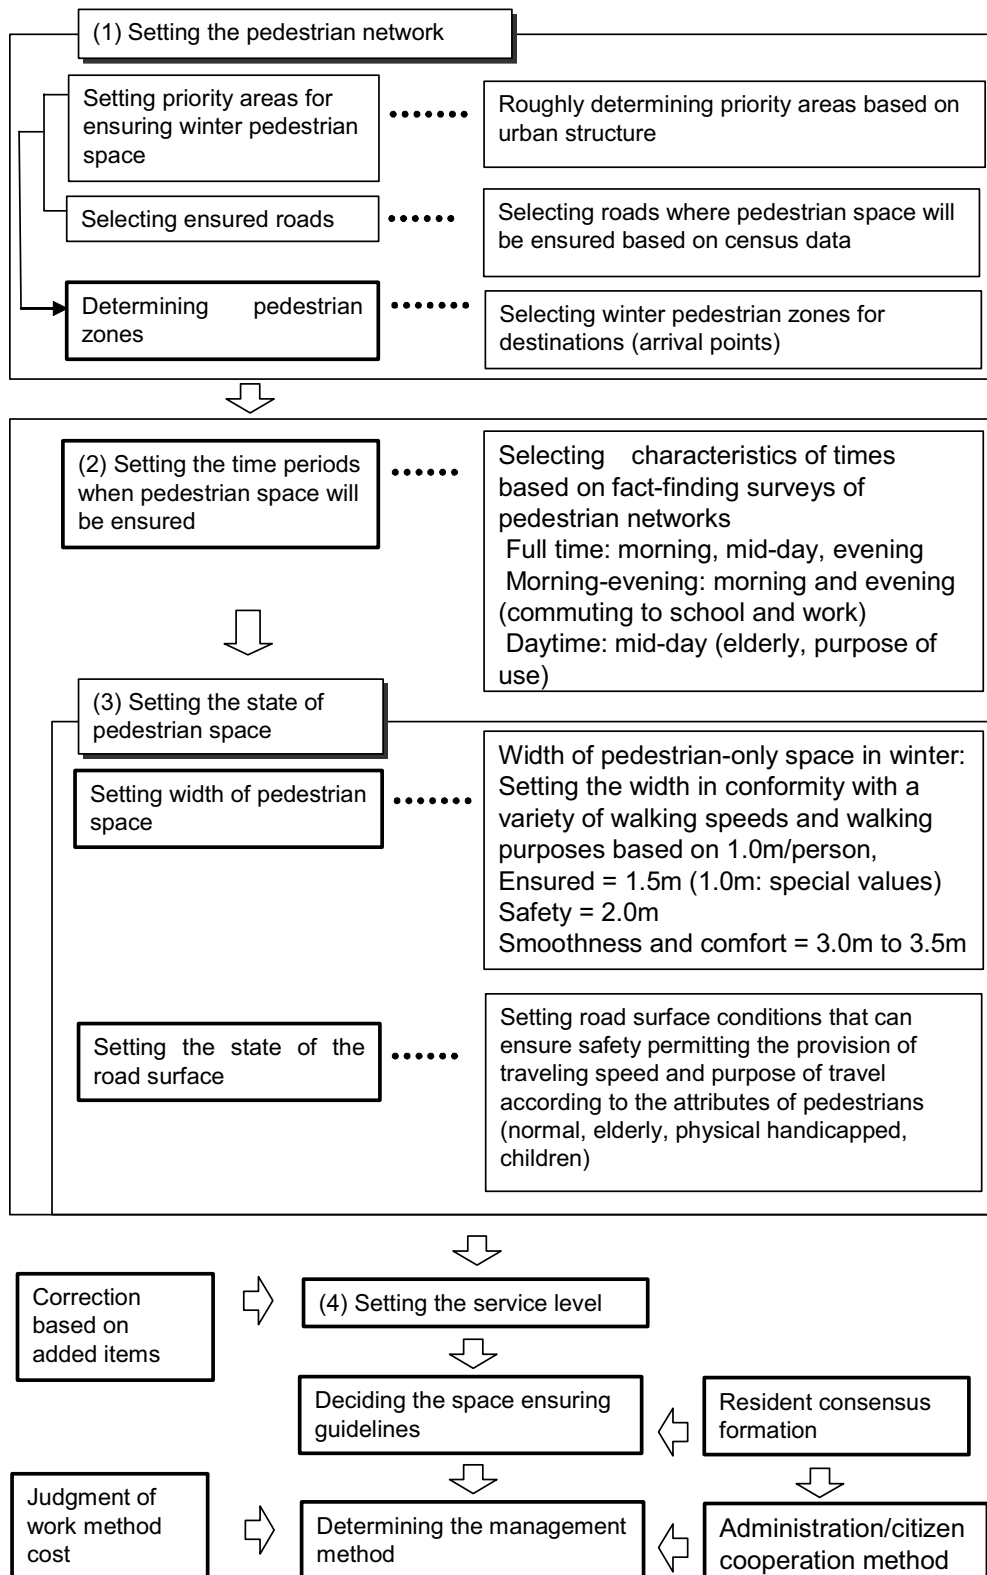 (1) Setting the pedestrian network
Setting priority areas for
ensuring winter pedestrian
space
Roughly determining priority areas based on
urban structure
Selecting ensured roads
Selecting roads where pedestrian space will
be ensured based on census data
Determining pedestrian
zones
Selecting winter pedestrian zones for
destinations (arrival points)
(2) Setting the time periods
when pedestrian space will
be ensured
Selecting characteristics of times
based on fact-finding surveys of
pedestrian networks
Full time: morning, mid-day, evening
Morning-evening: morning and evening
(commuting to school and work)
Daytime: mid-day (elderly, purpose of
use)
(3) Setting the state of
pedestrian space
Setting width of pedestrian
space
Width of pedestrian-only space in winter:
Setting the width in conformity with a
variety of walking speeds and walking
purposes based on 1.0m/person,
Ensured = 1.5m (1.0m: special values)
Safety = 2.0m
Smoothness and comfort = 3.0m to 3.5m
Setting the state of the
road surface
Setting road surface conditions that can
ensure safety permitting the provision of
traveling speed and purpose of travel
according to the attributes of pedestrians
(normal, elderly, physical handicapped,
children)
Correction
based on
added items
(4) Setting the service level
Deciding the space ensuring
guidelines
Resident consensus
formation
Judgment of
work method
cost
Determining the management
method
Administration/citizen
cooperation method